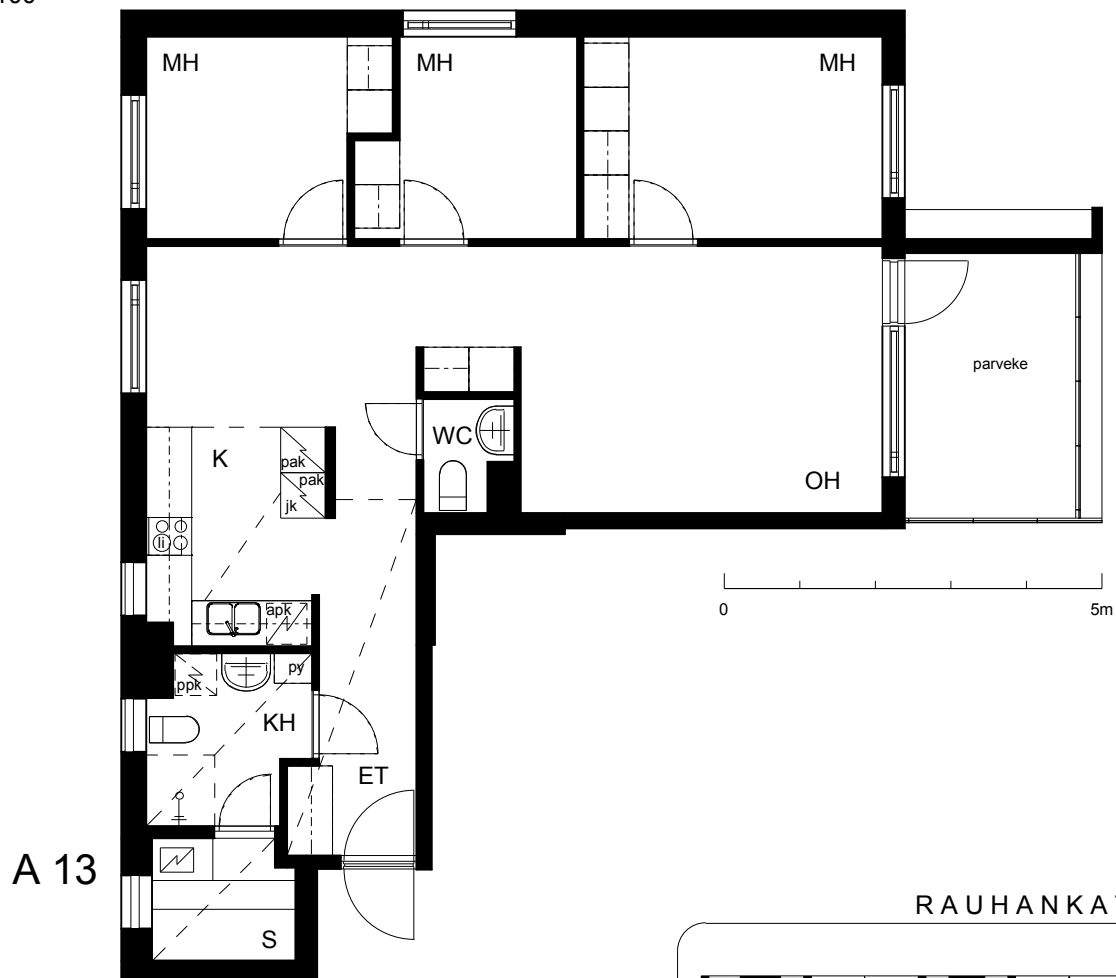 MH MH MH
parveke
WC
K
pak
pak
OH
jk
li
0 5m
apk
py
ppk
KH
ET
A 13
RAUHANKA
S